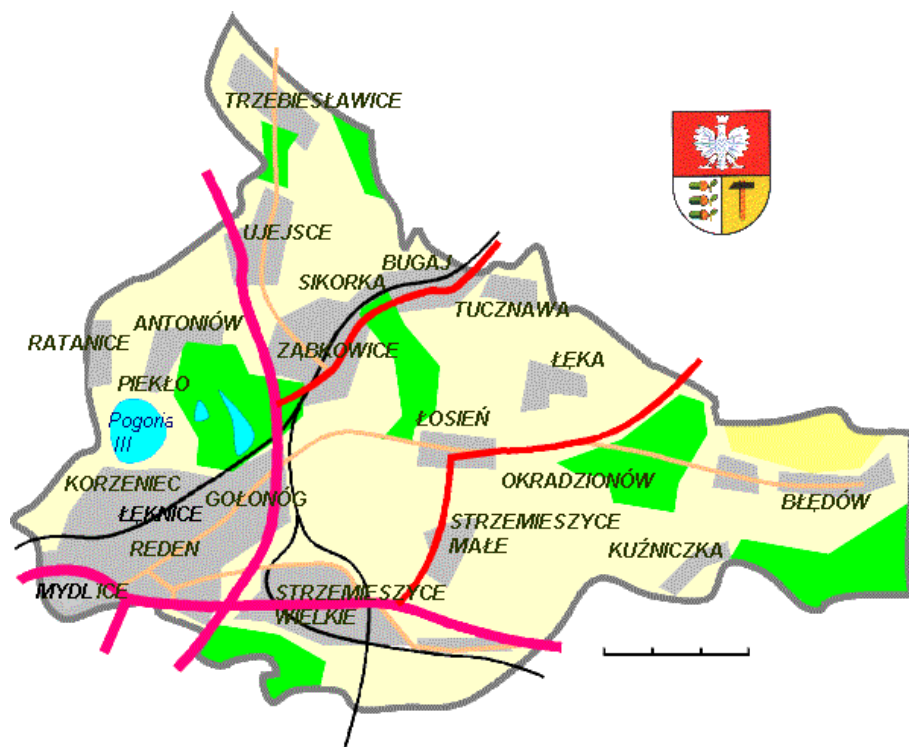 TRZEBIESŁAWICE
UJEJSCE
BUGAJ
SIKORKA
TUCZNAWA
ANTONIÓW
RATANICE
ZĄBKOWICE
ŁĘKA
PIEKŁO
Pogoria
III
ŁOSIEŃ
KORZENIEC
GOŁONÓG
OKRADZIONÓW
BŁĘDÓW
ŁĘKNICE
STRZEMIESZYCE
MAŁE
REDEN
KUŹNICZKA
MYDLICE
STRZEMIESZYCE
WIELKIE